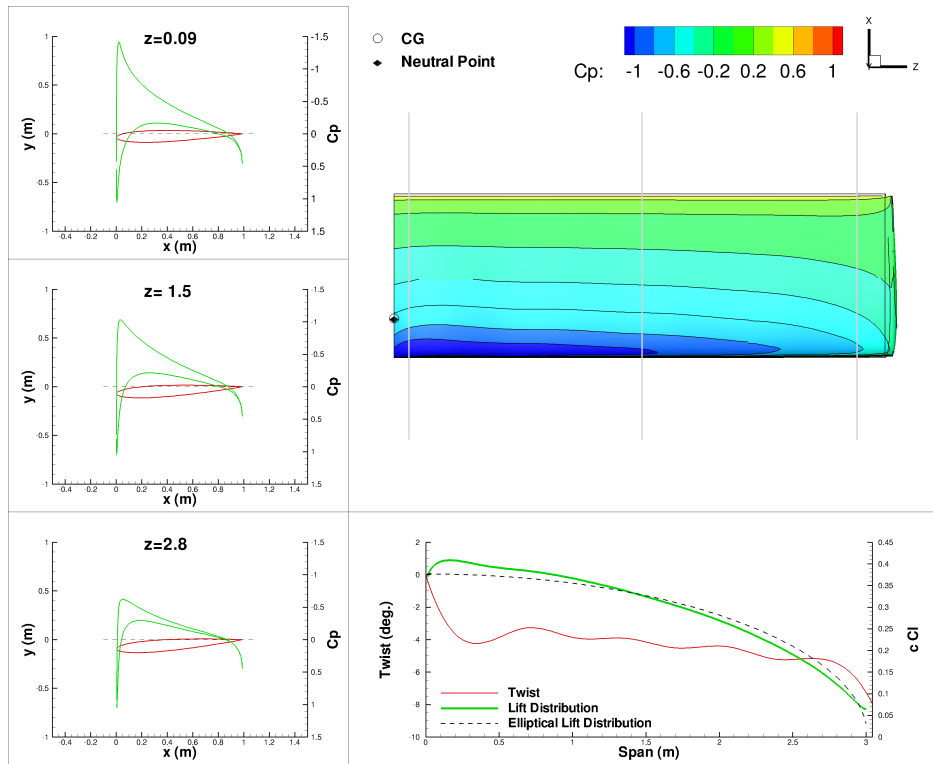 z=0.09
1
0.5
0
0.5
-1
y (m)
-1.5
-1
-0.5
0
0.5
1
1.5
Cp
-0.4 -0.2 0 0.2 0.4 0.6 0.8 1 1.2 1.4
x (m)
CG
Neutral Point
Cp: -1 -0.6 -0.2 0.2 0.6 1
X
Z
z= 1.5
1
0.5
0
0.5
-1
y (m)
-1.5
-1
-0.5
0
0.5
1
1.5
Cp
-0.4 -0.2 0 0.2 0.4 0.6 0.8 1 1.2 1.4
x (m)
z=2.8
1
0.5
0
0.5
-1
y (m)
-1.5
-1
-0.5
0
0.5
1
1.5
Cp
-0.4 -0.2 0 0.2 0.4 0.6 0.8 1 1.2 1.4
x (m)
2
0
-2
-4
-6
-8
-10
Twist (deg.)
0.45
0.4
0.35
0.3
0.25
0.2
0.15
0.1
0.05
0
c Cl
Twist
Lift Distribution
Elliptical Lift Distribution
0 0.5 1 1.5 2 2.5 3
Span (m)